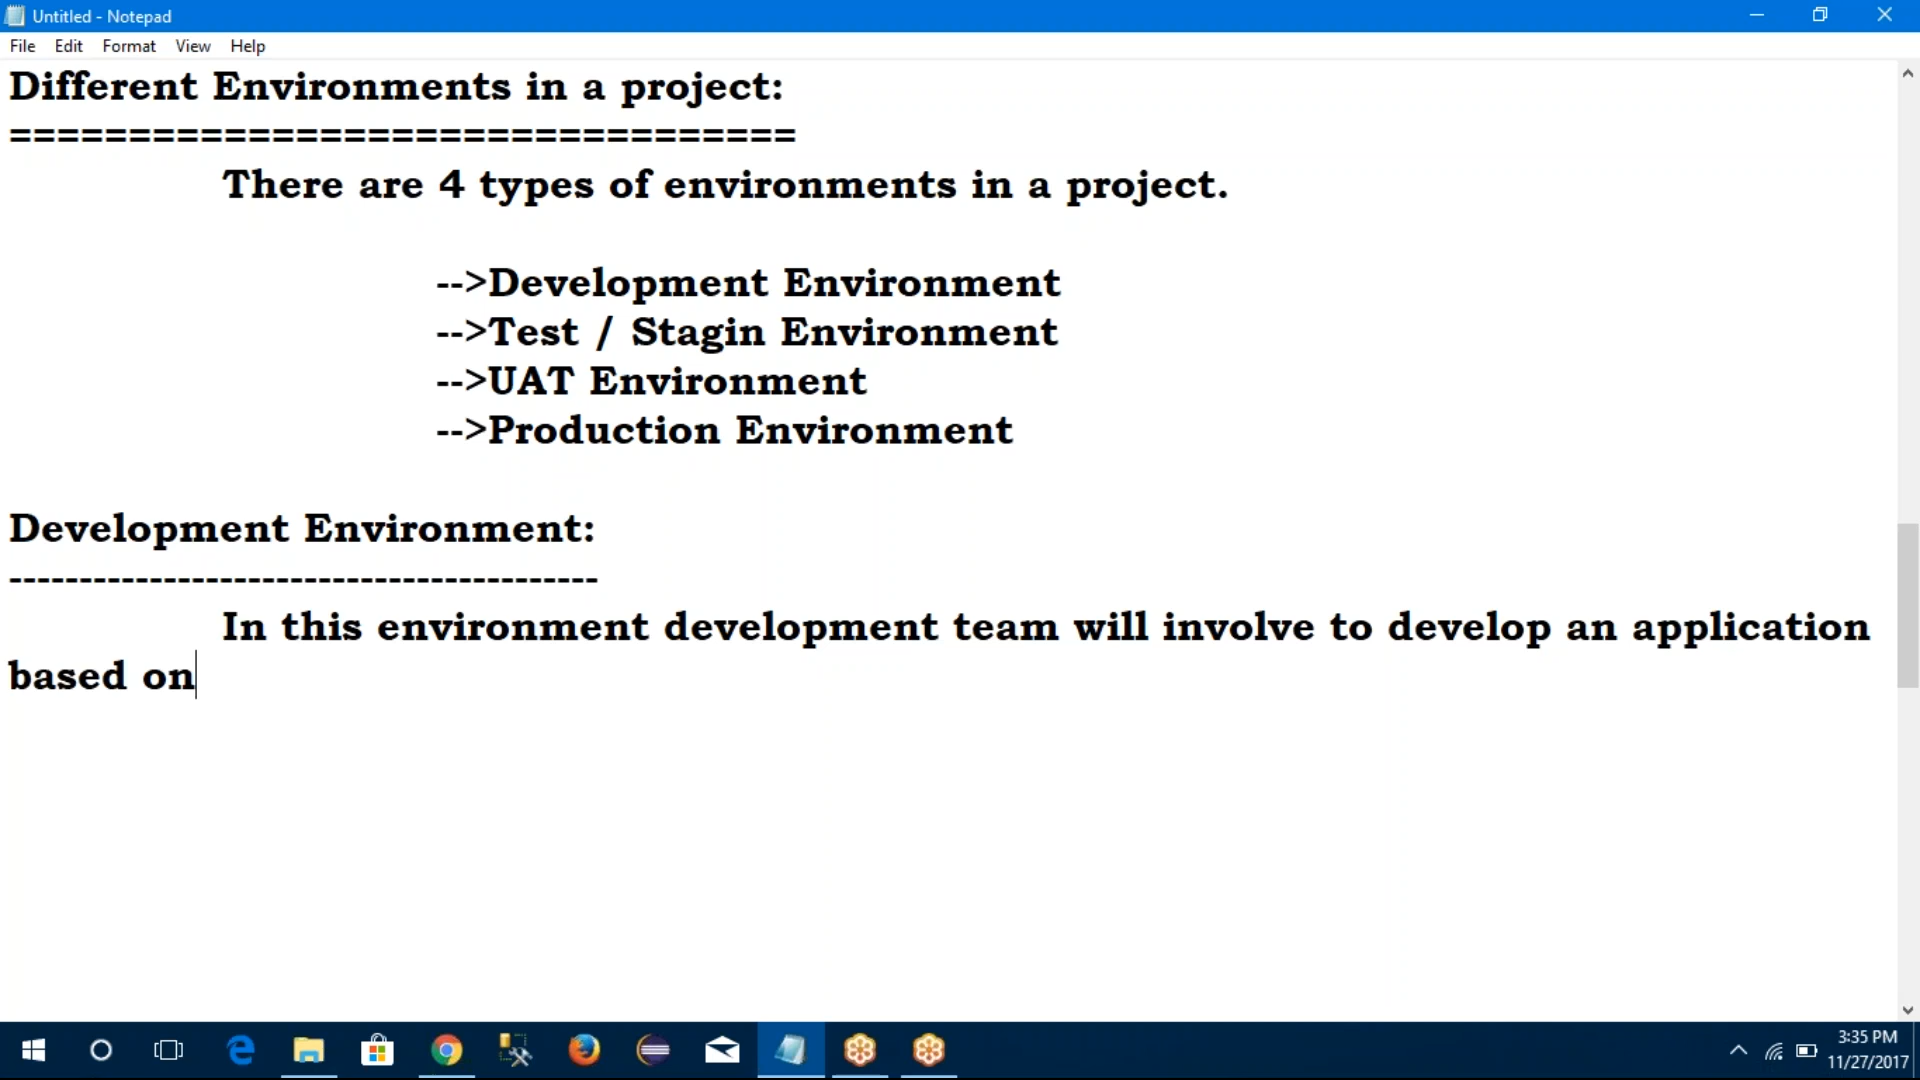 Untitled - Notepad
File Edit Format View Help
Different Environments in a project:
=================================
There are 4 types of environments in a project.
-->Development Environment
-->Test / Stagin Environment
-->UAT Environment
-->Production Environment
Development Environment:
------------------------------------------
In this environment development team will involve to develop an application
based on
3:35 PM
11/27/2017